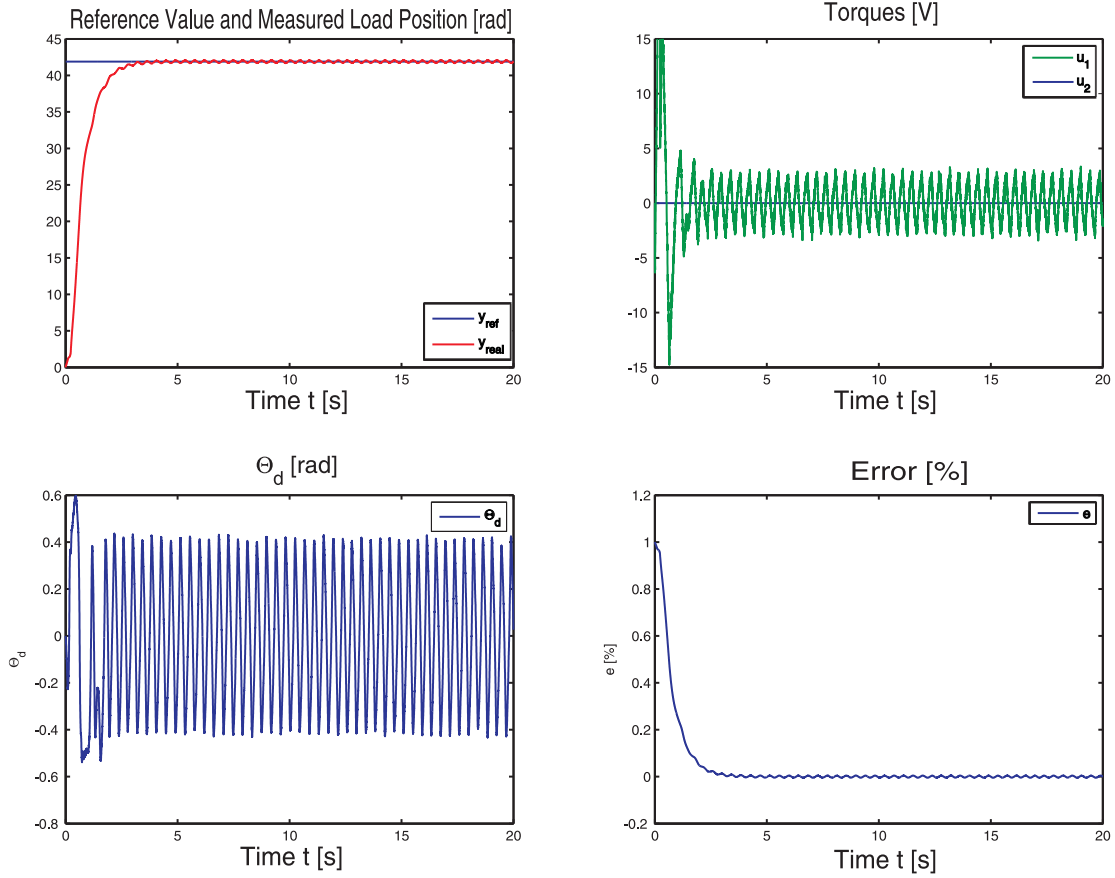 Reference Value and Measured Load Position [rad]
45
40
35
30
25
20
15
10
5
0
0 5 10 15 20
Time t [s]
y_ref
y_real
Torques [V]
15
10
5
0
-5
-10
-15
0 5 10 15 20
Time t [s]
u_1
u_2
Θ_d [rad]
Θ_d
0.6
0.4
0.2
0
-0.2
-0.4
-0.6
-0.8
0 5 10 15 20
Time t [s]
Θ_d
Error [%]
e [%]
1.2
1
0.8
0.6
0.4
0.2
0
-0.2
0 5 10 15 20
Time t [s]
e